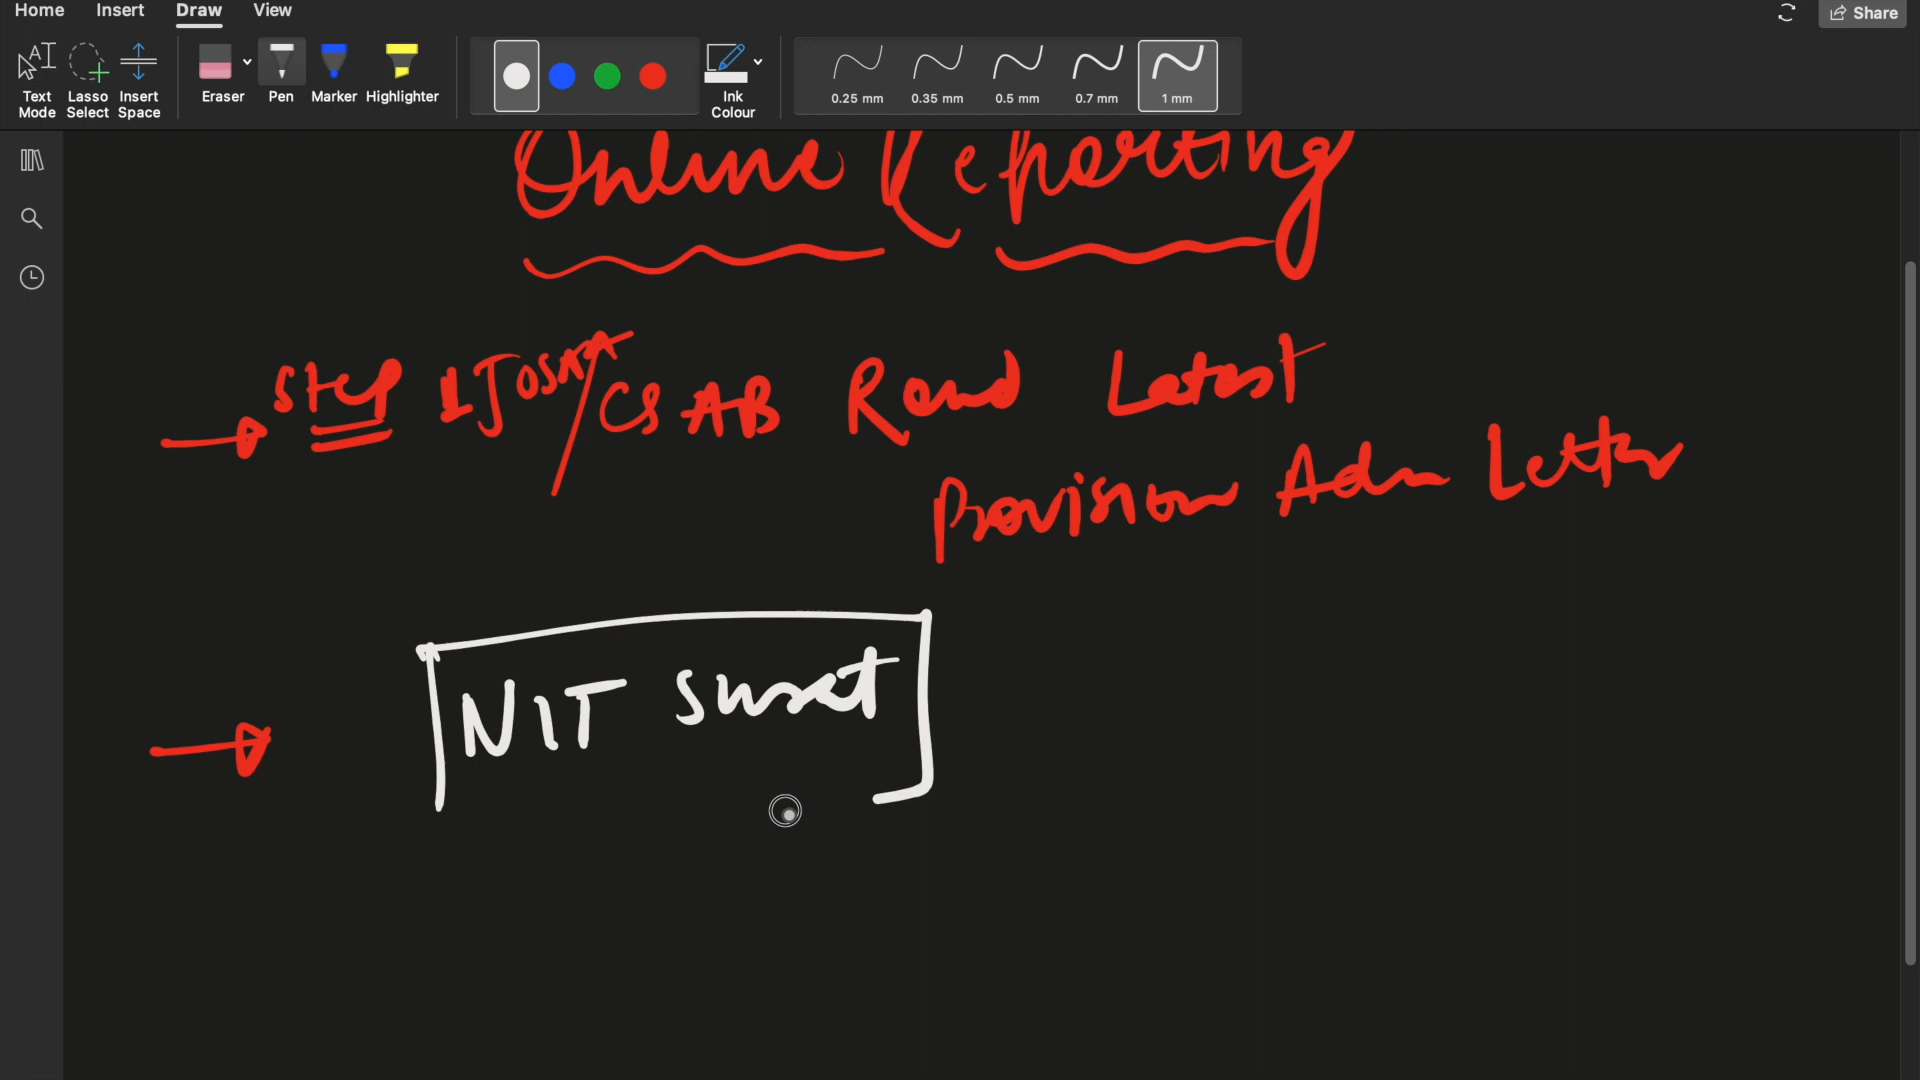 Home Insert Draw View
Share
Text Mode
Lasso Select
Insert Space
Eraser
Pen
Marker
Highlighter
Ink Colour
0.25 mm
0.35 mm
0.5 mm
0.7 mm
1 mm
Online Reporting
Step 1 JOSAA/CSAB Read Latest
Provision Adm Letter
NIT Surat